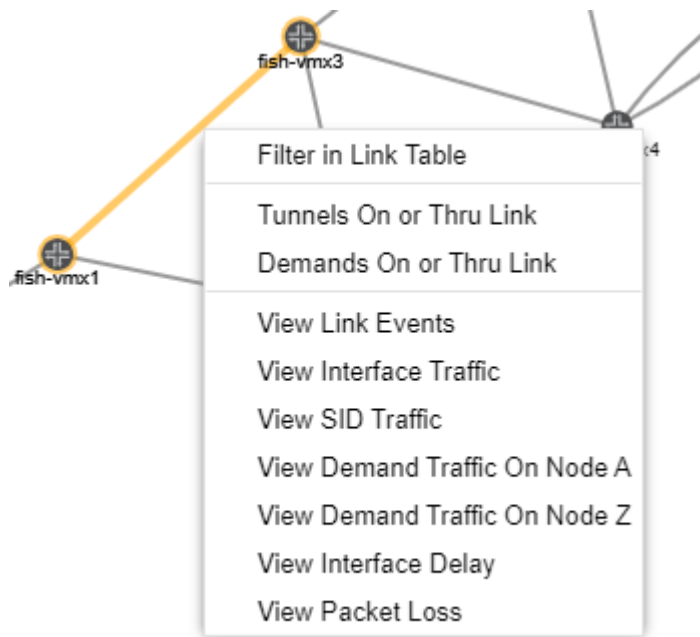 fish-vmx3
x4
Filter in Link Table
Tunnels On or Thru Link
Demands On or Thru Link
fish-vmx1
View Link Events
View Interface Traffic
View SID Traffic
View Demand Traffic On Node A
View Demand Traffic On Node Z
View Interface Delay
View Packet Loss